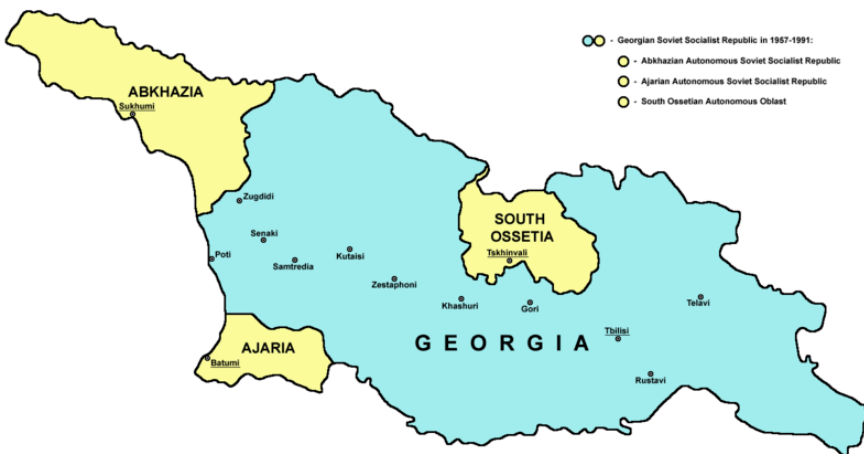 - Georgian Soviet Socialist Republic in 1957-1991:
- Abkhazian Autonomous Soviet Socialist Republic
- Ajarian Autonomous Soviet Socialist Republic
- South Ossetian Autonomous Oblast
ABKHAZIA
Sukhumi
Zugdidi
Senaki
Poti
Samtredia
Kutaisi
Zestaphoni
SOUTH
OSSETIA
Tskhinvali
Khashuri
Gori
Telavi
Tbilisi
GEORGIA
AJARIA
Batumi
Rustavi